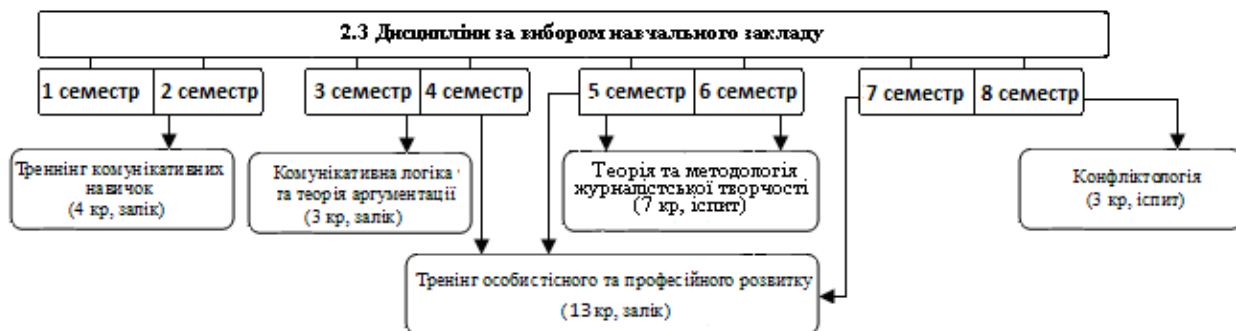 2.3 Дисципліни за вибором навчального закладу
1 семестр
2 семестр
3 семестр
4 семестр
5 семестр
6 семестр
7 семестр
8 семестр
Треннінг комунікативних
навичок
(4 кр, залік)
Комунікативна логіка
та теорія аргументації
(3 кр, залік)
Теорія та методологія
журналістської творчості
(7 кр, іспит)
Конфліктологія
(3 кр, іспит)
Тренінг особистісного та професійного розвитку
(13 кр, залік)